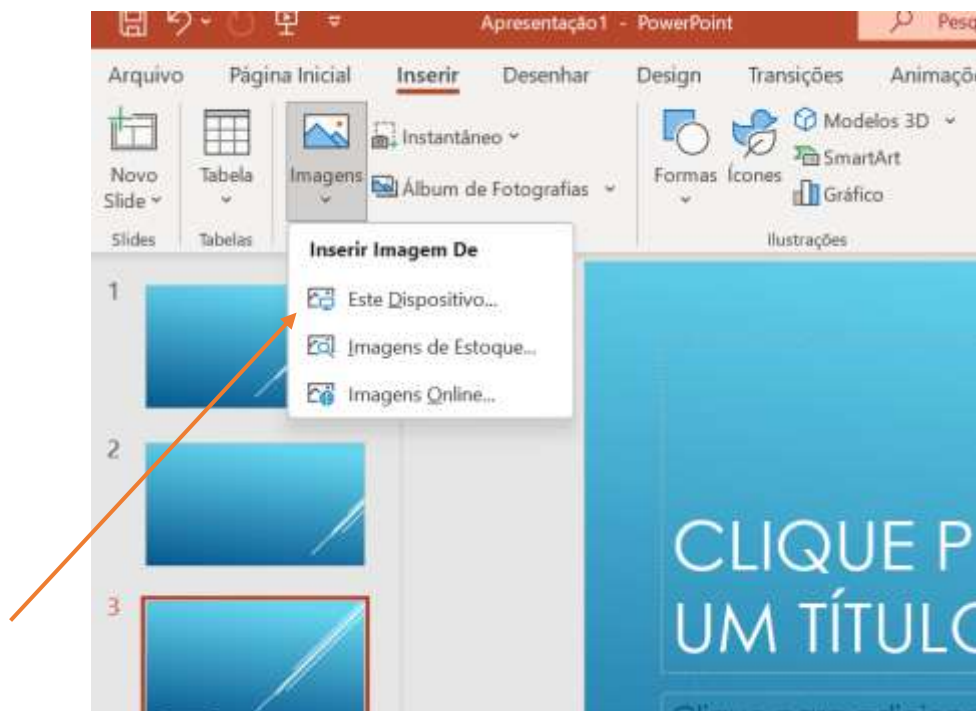 Apresentação1 - PowerPoint
Arquivo Página Inicial Inserir Desenhar Design Transições
Novo Slide
Tabela
Imagens
Instantâneo
Álbum de Fotografias
Formas
Ícones
Modelos 3D
SmartArt
Gráfico
Slides
Tabelas
Ilustrações
Inserir Imagem De
Este Dispositivo...
Imagens de Estoque...
Imagens Online...
1
2
3
CLIQUE P
UM TÍTULO